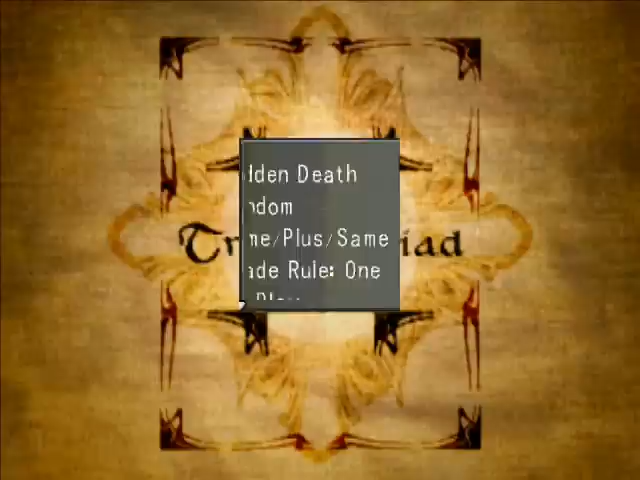 dden Death
ndom
me/Plus/Same
ade Rule: One
Tr iad